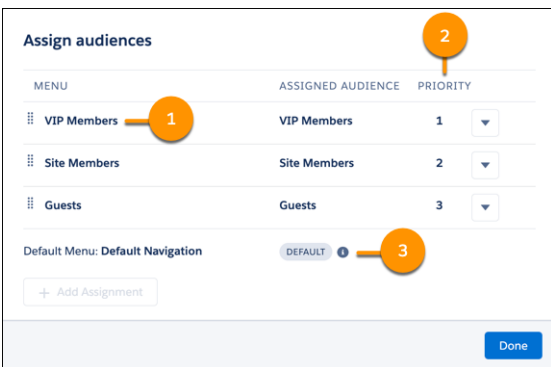 Assign audiences
2
MENU ASSIGNED AUDIENCE PRIORITY
VIP Members 1 VIP Members 1
Site Members Site Members 2
Guests Guests 3
Default Menu: Default Navigation DEFAULT i 3
+ Add Assignment
Done